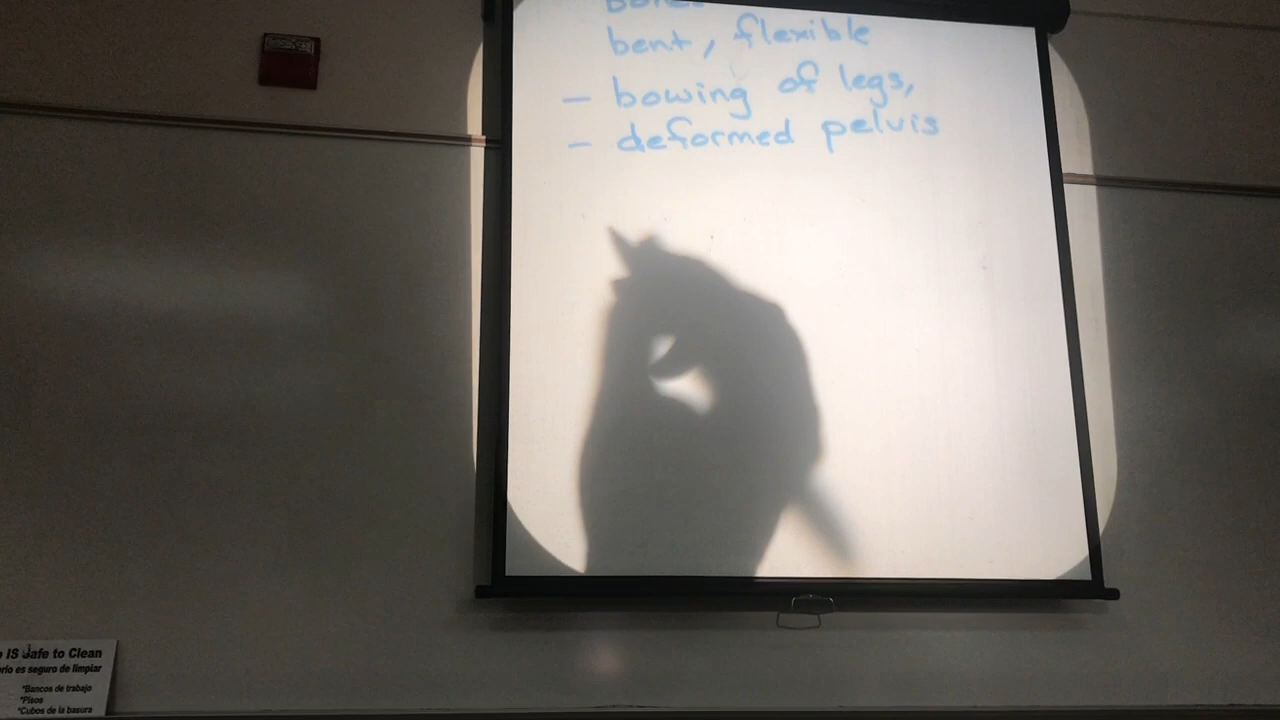 bent, flexible
- bowing of legs,
- deformed pelvis
IS Safe to Clean
es seguro de limpiar
*Bancos de trabajo
*Pisos
*Cubos de la basura